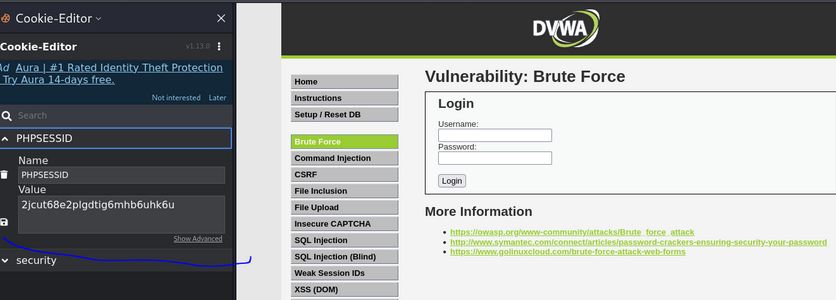 Cookie-Editor
Cookie-Editor
v1.13.0
Ad Aura | #1 Rated Identity Theft Protection
Try Aura 14-days free.
Not interested Later
Search
PHPSESSID
Name
PHPSESSID
Value
2jcut68e2plgdtig6mhb6uhk6u
Show Advanced
security
DVWA
Home
Instructions
Setup / Reset DB
Brute Force
Command Injection
CSRF
File Inclusion
File Upload
Insecure CAPTCHA
SQL Injection
SQL Injection (Blind)
Weak Session IDs
XSS (DOM)
Vulnerability: Brute Force
Login
Username:
Password:
Login
More Information
https://owasp.org/www-community/attacks/Brute_force_attack
http://www.symantec.com/connect/articles/password-crackers-ensuring-security-your-password
https://www.golinuxcloud.com/brute-force-attack-web-forms